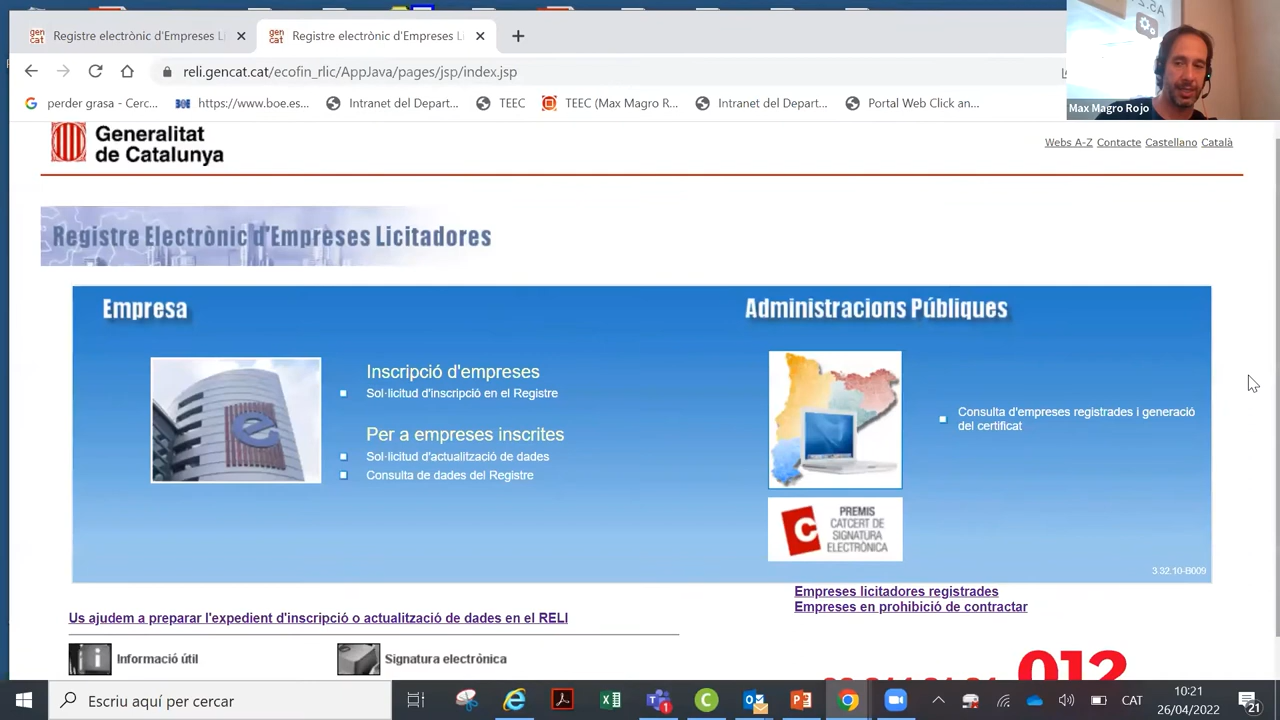 Registre electrònic d'Empreses Li
Registre electrònic d'Empreses Li
reli.gencat.cat/ecofin_rlic/AppJava/pages/jsp/index.jsp
perder grasa - Cerc...
https://www.boe.es...
Intranet del Depart...
TEEC
TEEC (Max Magro R...
Intranet del Depart...
Portal Web Click an...
Max Magro Rojo
Generalitat
de Catalunya
Webs A-Z Contacte Castellano Català
Registre Electrònic d'Empreses Licitadores
Empresa
Administracions Públiques
Inscripció d'empreses
Sol·licitud d'inscripció en el Registre
Per a empreses inscrites
Sol·licitud d'actualització de dades
Consulta de dades del Registre
Consulta d'empreses registrades i generació
del certificat
PREMIS
CATCERT DE
SIGNATURA
ELECTRÒNICA
3.32.10-B009
Empreses licitadores registrades
Empreses en prohibició de contractar
Us ajudem a preparar l'expedient d'inscripció o actualització de dades en el RELI
Informació útil
Signatura electrònica
012
Escriu aquí per cercar
CAT
10:21
26/04/2022
21